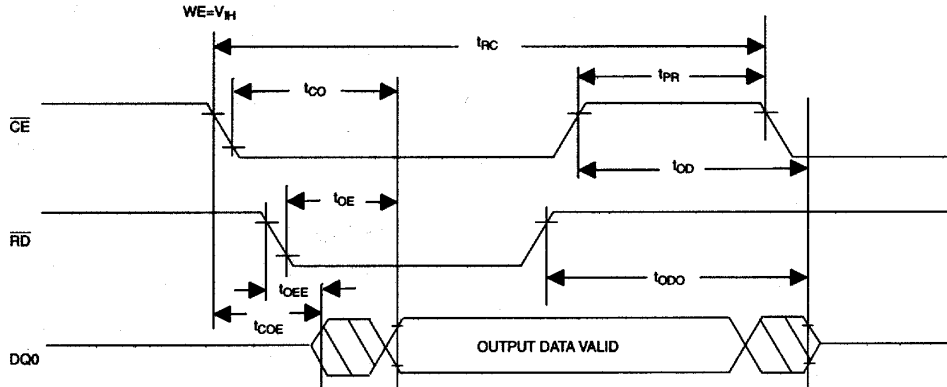 WE=VIH
tRC
tPR
tCO
CE
tOD
tOE
RD
tODO
tOEE
tCOE
OUTPUT DATA VALID
DQ0